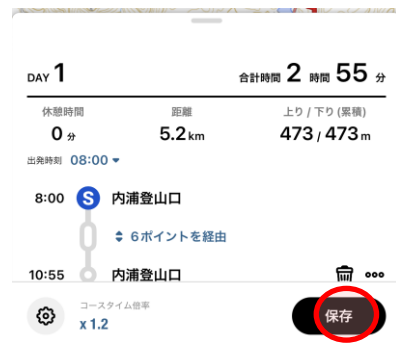 DAY 1 合計時間 2 時間 55 分
休憩時間 距離 上り / 下り (累積)
0 分 5.2 km 473 / 473 m
出発時刻 08:00
8:00 S 内浦登山口
6ポイントを経由
10:55 内浦登山口
コースタイム倍率
x 1.2
保存